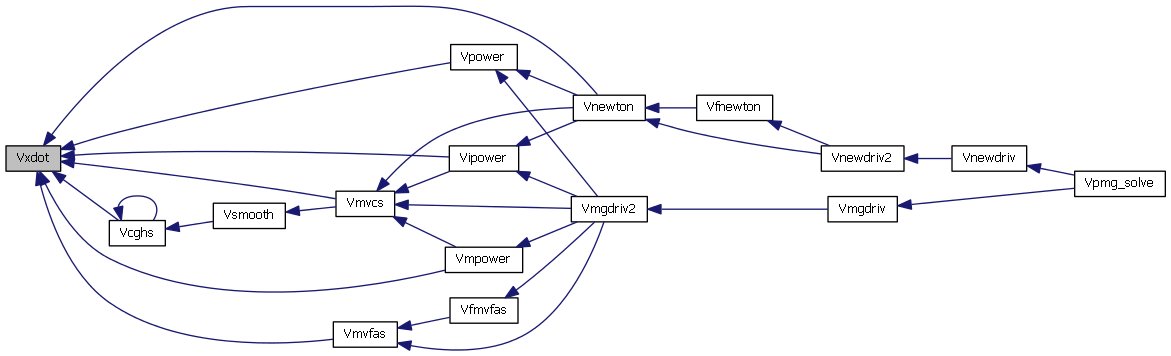 Vpower
Vnewton
Vfnewton
Vxdot
Vipower
Vnewdriv2
Vnewdriv
Vpmg_solve
Vmvcs
Vsmooth
Vmgdriv2
Vmgdriv
Vcghs
Vmpower
Vfmvfas
Vmvfas